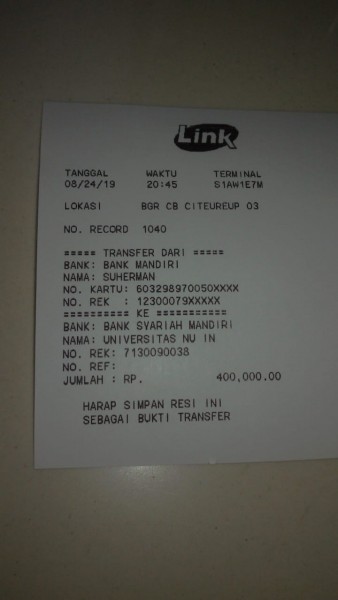 Link
TANGGAL WAKTU TERMINAL
08/24/19 20:45 S1AW1E7M
LOKASI BGR CB CITEUREUP 03
NO. RECORD 1040
===== TRANSFER DARI =====
BANK: BANK MANDIRI
NAMA: SUHERMAN
NO. KARTU: 603298970050XXXX
NO. REK : 12300079XXXXX
========== KE ===========
BANK: BANK SYARIAH MANDIRI
NAMA: UNIVERSITAS NU IN
NO. REK: 7130090038
NO. REF:
JUMLAH : RP. 400,000.00
HARAP SIMPAN RESI INI
SEBAGAI BUKTI TRANSFER